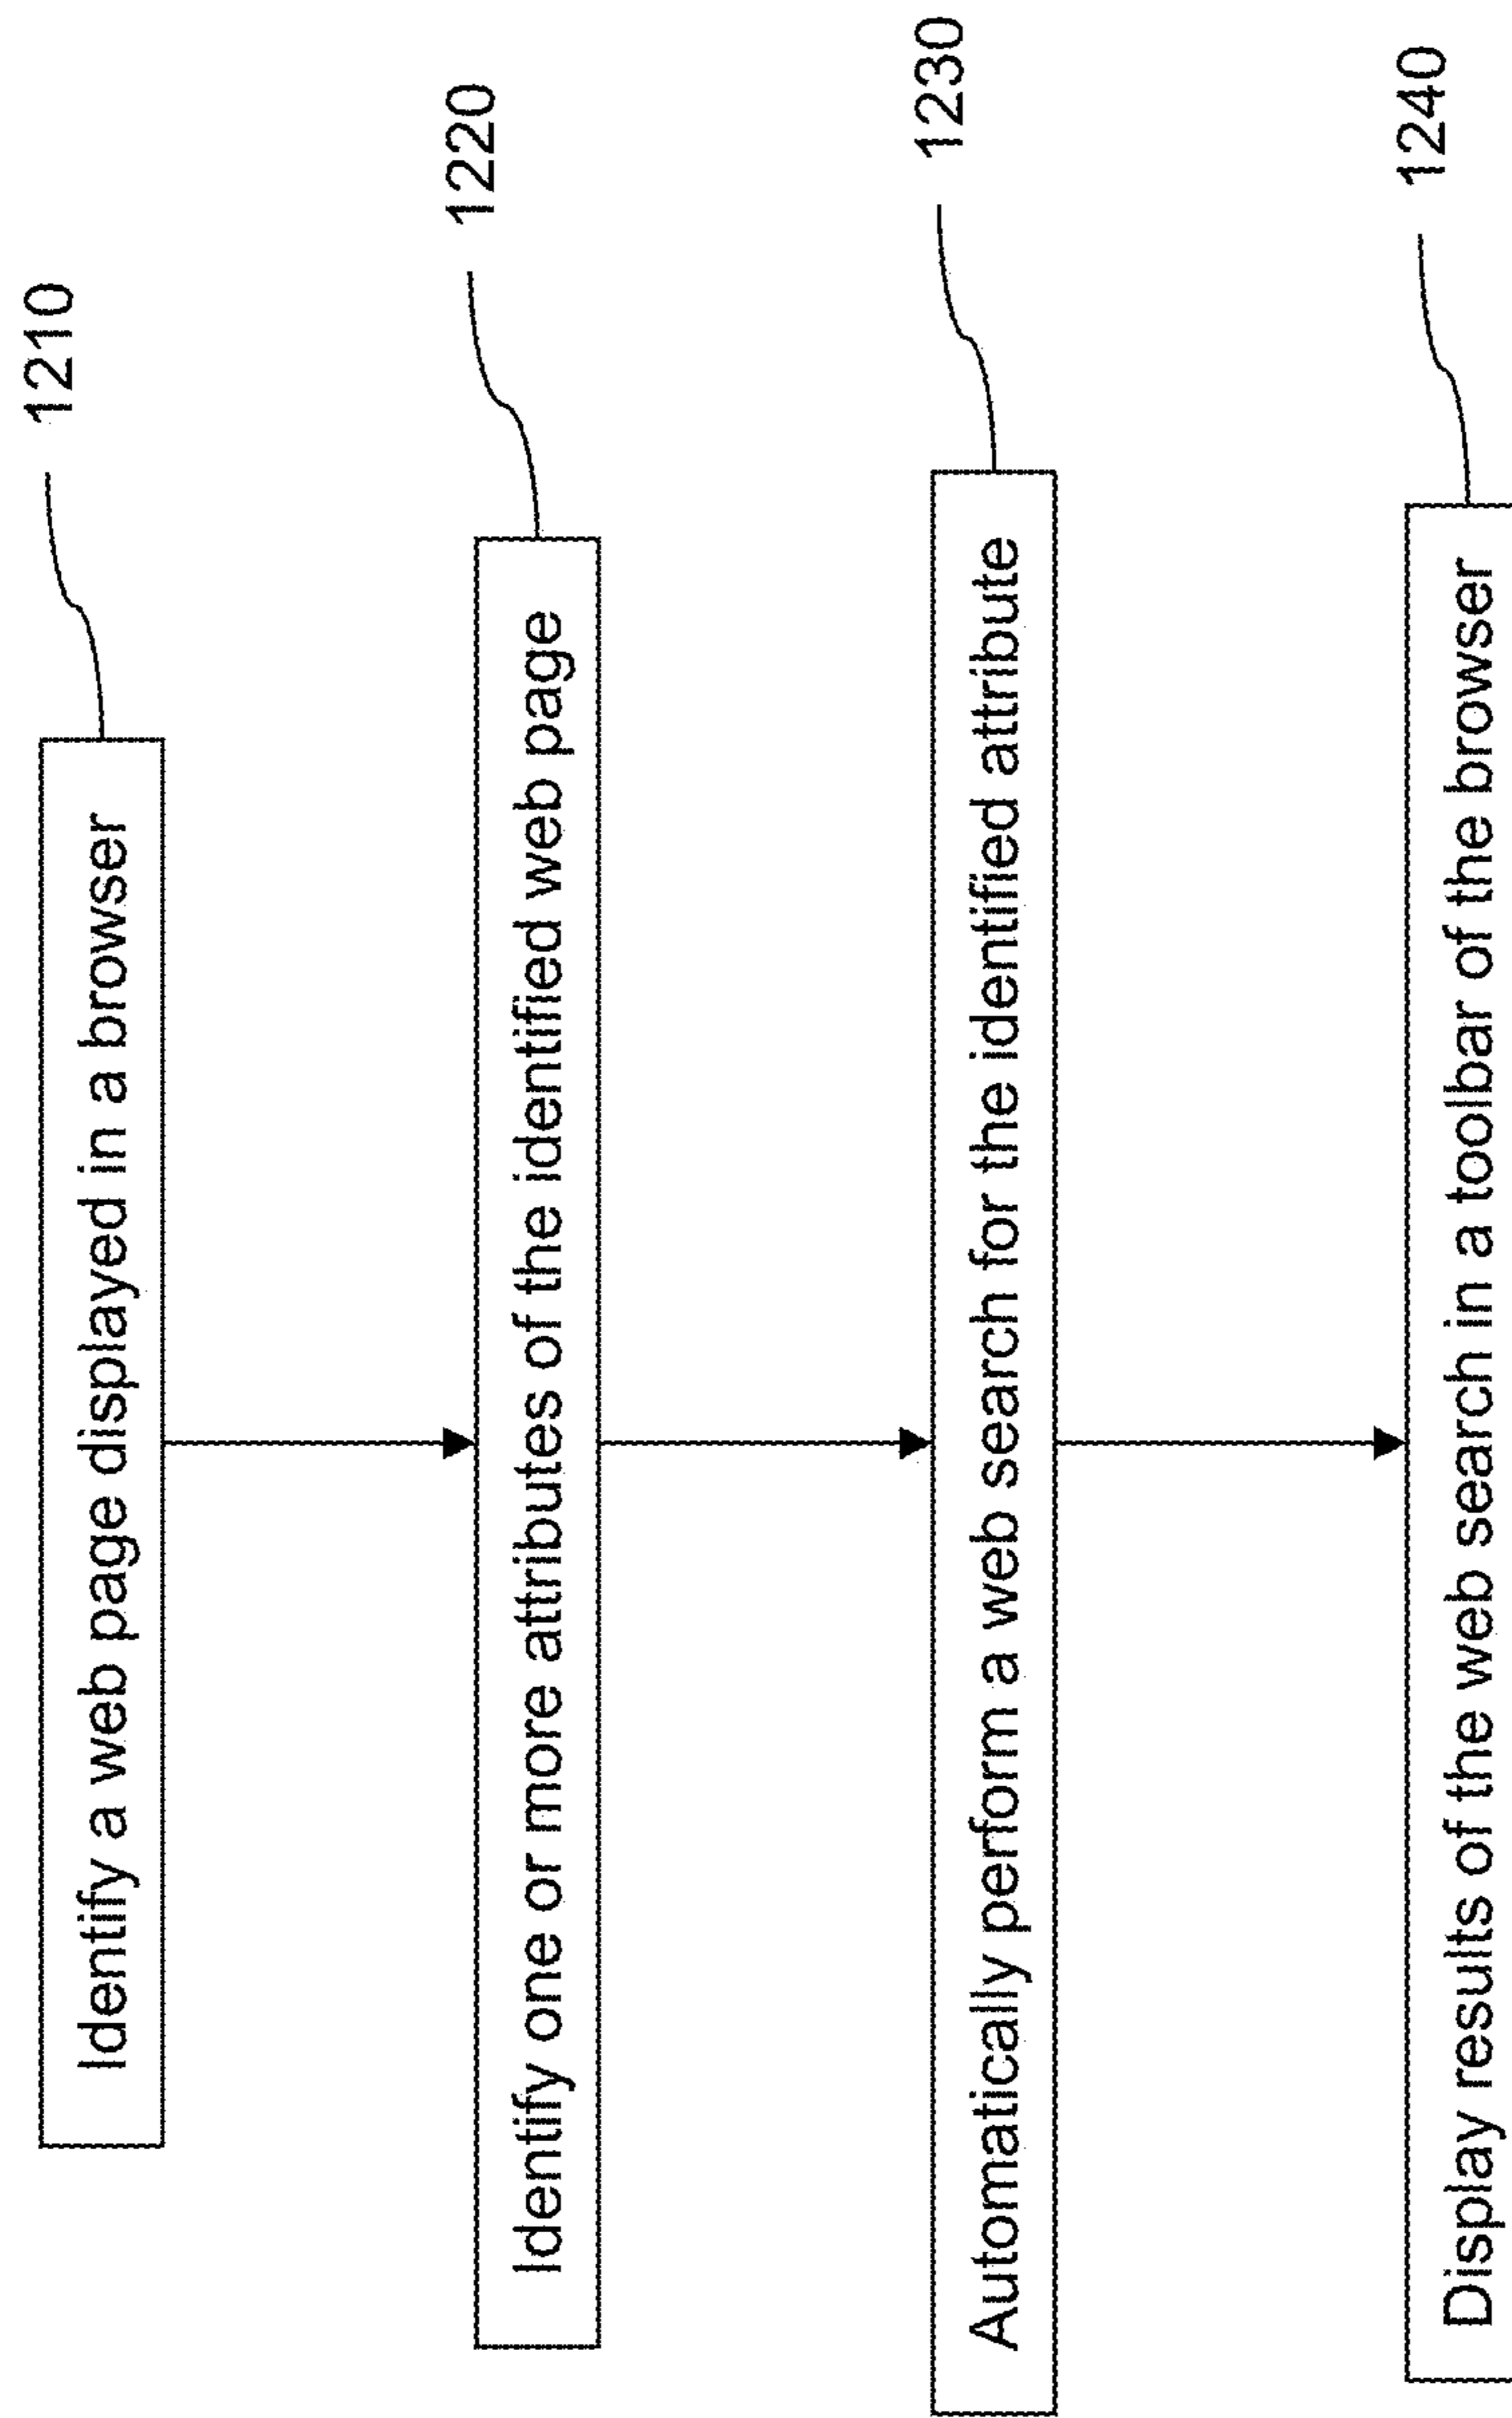 1210
Identify a web page displayed in a browser
1220
Identify one or more attributes of the identified web page
1230
Automatically perform a web search for the identified attribute
1240
Display results of the web search in a toolbar of the browser